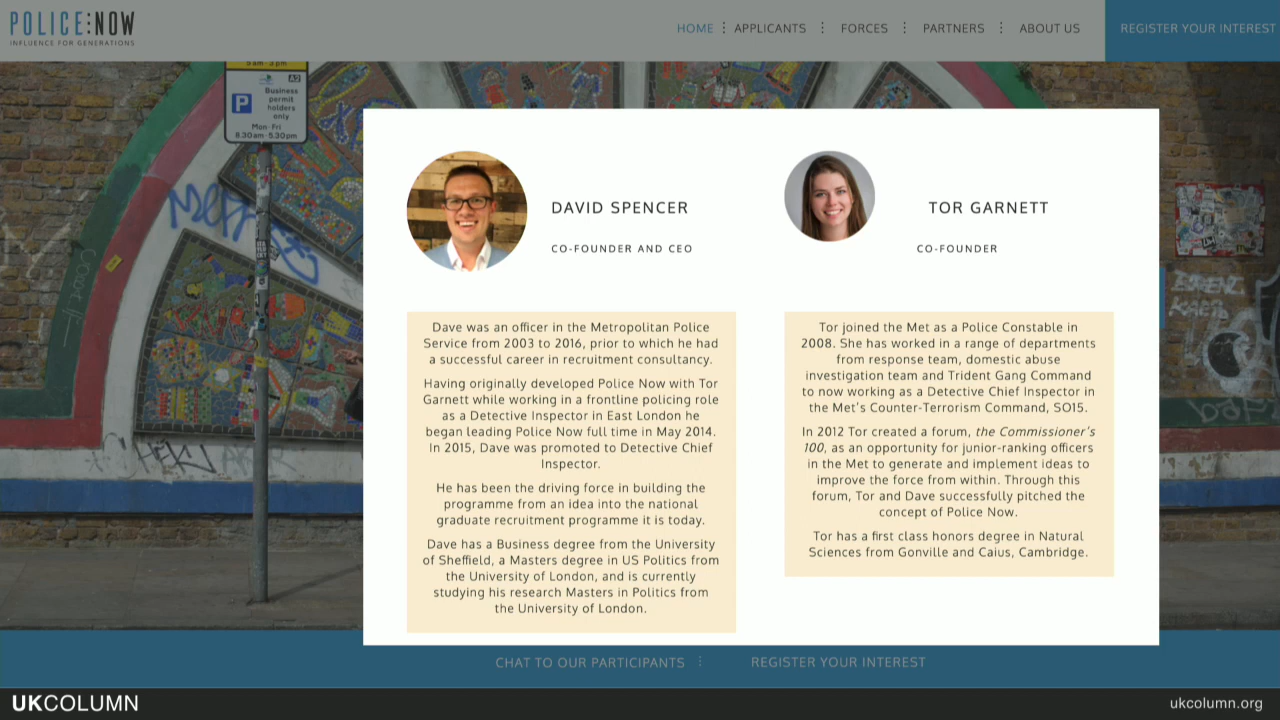 POLICE:NOW
INFLUENCE FOR GENERATIONS
HOME
APPLICANTS
FORCES
PARTNERS
ABOUT US
REGISTER YOUR INTEREST
A2
Business
permit
holders
only
P
Mon-Fri
8.30am-5.30pm
DAVID SPENCER
CO-FOUNDER AND CEO
Dave was an officer in the Metropolitan Police
Service from 2003 to 2016, prior to which he had
a successful career in recruitment consultancy.
Having originally developed Police Now with Tor
Garnett while working in a frontline policing role
as a Detective Inspector in East London he
began leading Police Now full time in May 2014.
In 2015, Dave was promoted to Detective Chief
Inspector.
He has been the driving force in building the
programme from an idea into the national
graduate recruitment programme it is today.
Dave has a Business degree from the University
of Sheffield, a Masters degree in US Politics from
the University of London, and is currently
studying his research Masters in Politics from
the University of London.
TOR GARNETT
CO-FOUNDER
Tor joined the Met as a Police Constable in
2008. She has worked in a range of departments
from response team, domestic abuse
investigation team and Trident Gang Command
to now working as a Detective Chief Inspector in
the Met's Counter-Terrorism Command, SO15.
In 2012 Tor created a forum, the Commissioner's
100, as an opportunity for junior-ranking officers
in the Met to generate and implement ideas to
improve the force from within. Through this
forum, Tor and Dave successfully pitched the
concept of Police Now.
Tor has a first class honors degree in Natural
Sciences from Gonville and Caius, Cambridge.
CHAT TO OUR PARTICIPANTS
REGISTER YOUR INTEREST
UKCOLUMN
ukcolumn.org